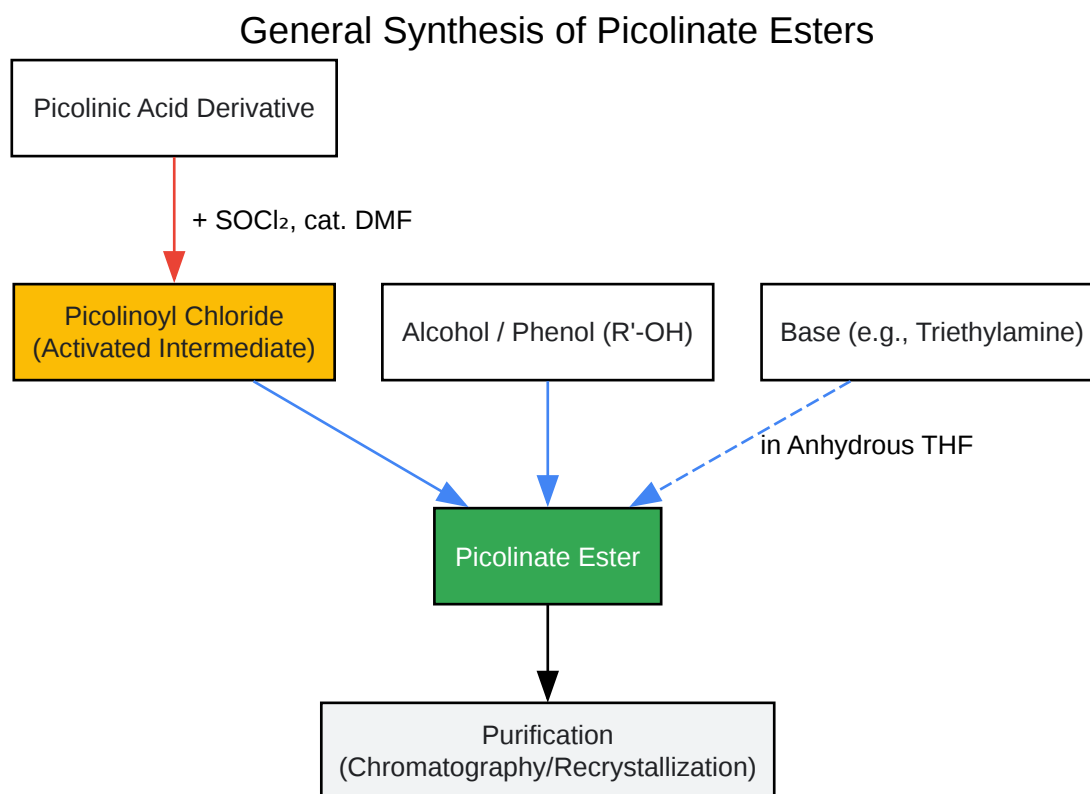 General Synthesis of Picolinate Esters
Picolinic Acid Derivative
+ SOCl₂, cat. DMF
Picolinoyl Chloride
(Activated Intermediate)
Alcohol / Phenol (R'-OH)
Base (e.g., Triethylamine)
in Anhydrous THF
Picolinate Ester
Purification
(Chromatography/Recrystallization)